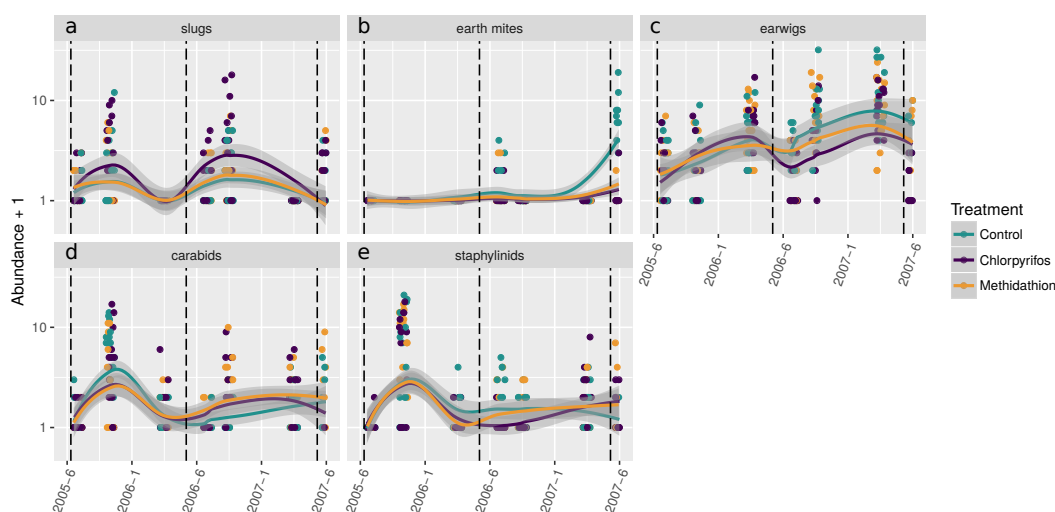 a
slugs
b
earth mites
c
earwigs
10
1
2005−6
2006−1
2006−6
2007−1
2007−6
d
carabids
e
staphylinids
10
1
2005−6
2006−1
2006−6
2007−1
2007−6
2005−6
2006−1
2006−6
2007−1
2007−6
Abundance + 1
Treatment
Control
Chlorpyrifos
Methidathion